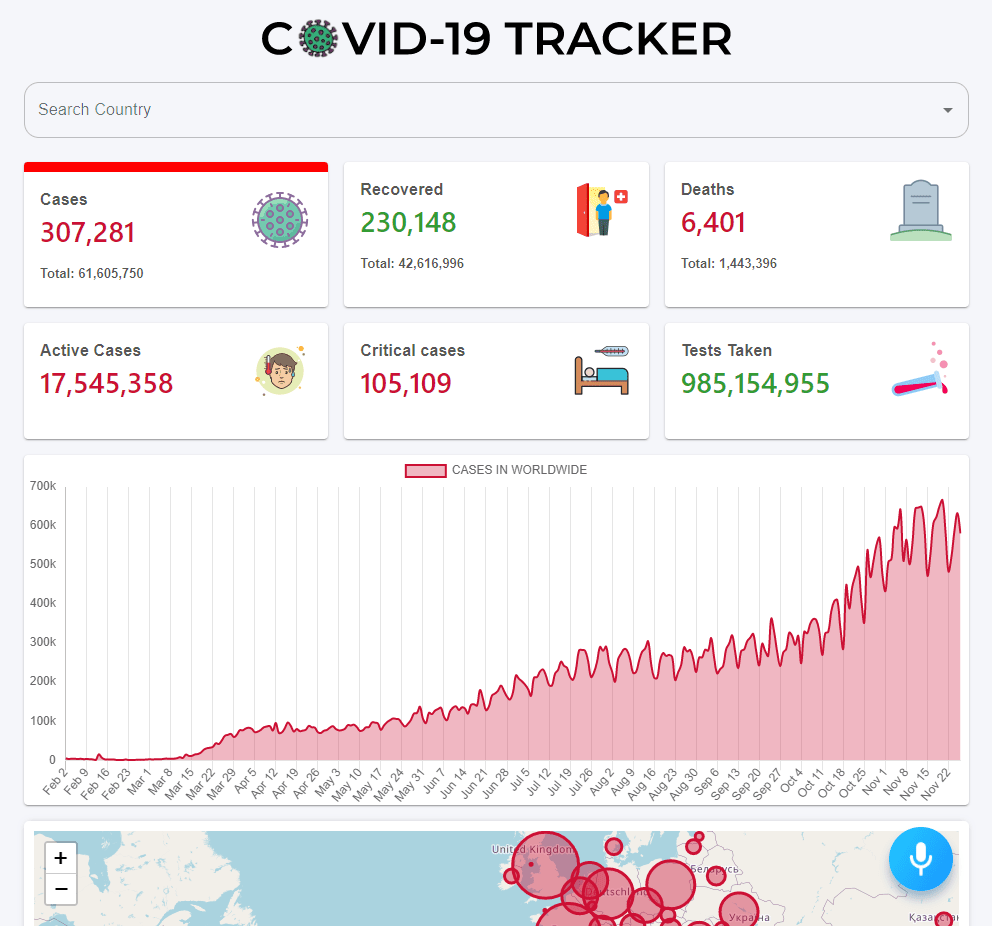 COVID-19 TRACKER
Search Country
Cases
307,281
Total: 61,605,750
Recovered
230,148
Total: 42,616,996
Deaths
6,401
Total: 1,443,396
Active Cases
17,545,358
Critical cases
105,109
Tests Taken
985,154,955
CASES IN WORLDWIDE
700k
600k
500k
400k
300k
200k
100k
0
Feb 2 Feb 9 Feb 16 Feb 23 Mar 1 Mar 8 Mar 15 Mar 22 Mar 29 Apr 5 Apr 12 Apr 19 Apr 26 May 3 May 10 May 17 May 24 May 31 Jun 7 Jun 14 Jun 21 Jun 28 Jul 5 Jul 12 Jul 19 Jul 26 Aug 2 Aug 9 Aug 16 Aug 23 Aug 30 Sep 6 Sep 13 Sep 20 Sep 27 Oct 4 Oct 11 Oct 18 Oct 25 Nov 1 Nov 8 Nov 15 Nov 22
+
−
United Kingdom
Беларусь
Deutschland
Україна
Қазақстан